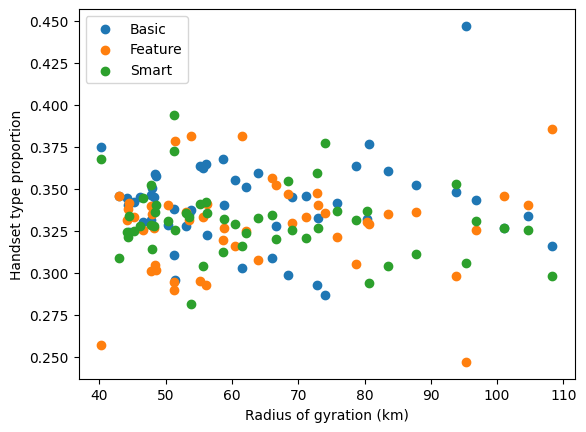 Basic
Feature
Smart
0.450
0.425
0.400
0.375
0.350
0.325
0.300
0.275
0.250
Handset type proportion
40 50 60 70 80 90 100 110
Radius of gyration (km)